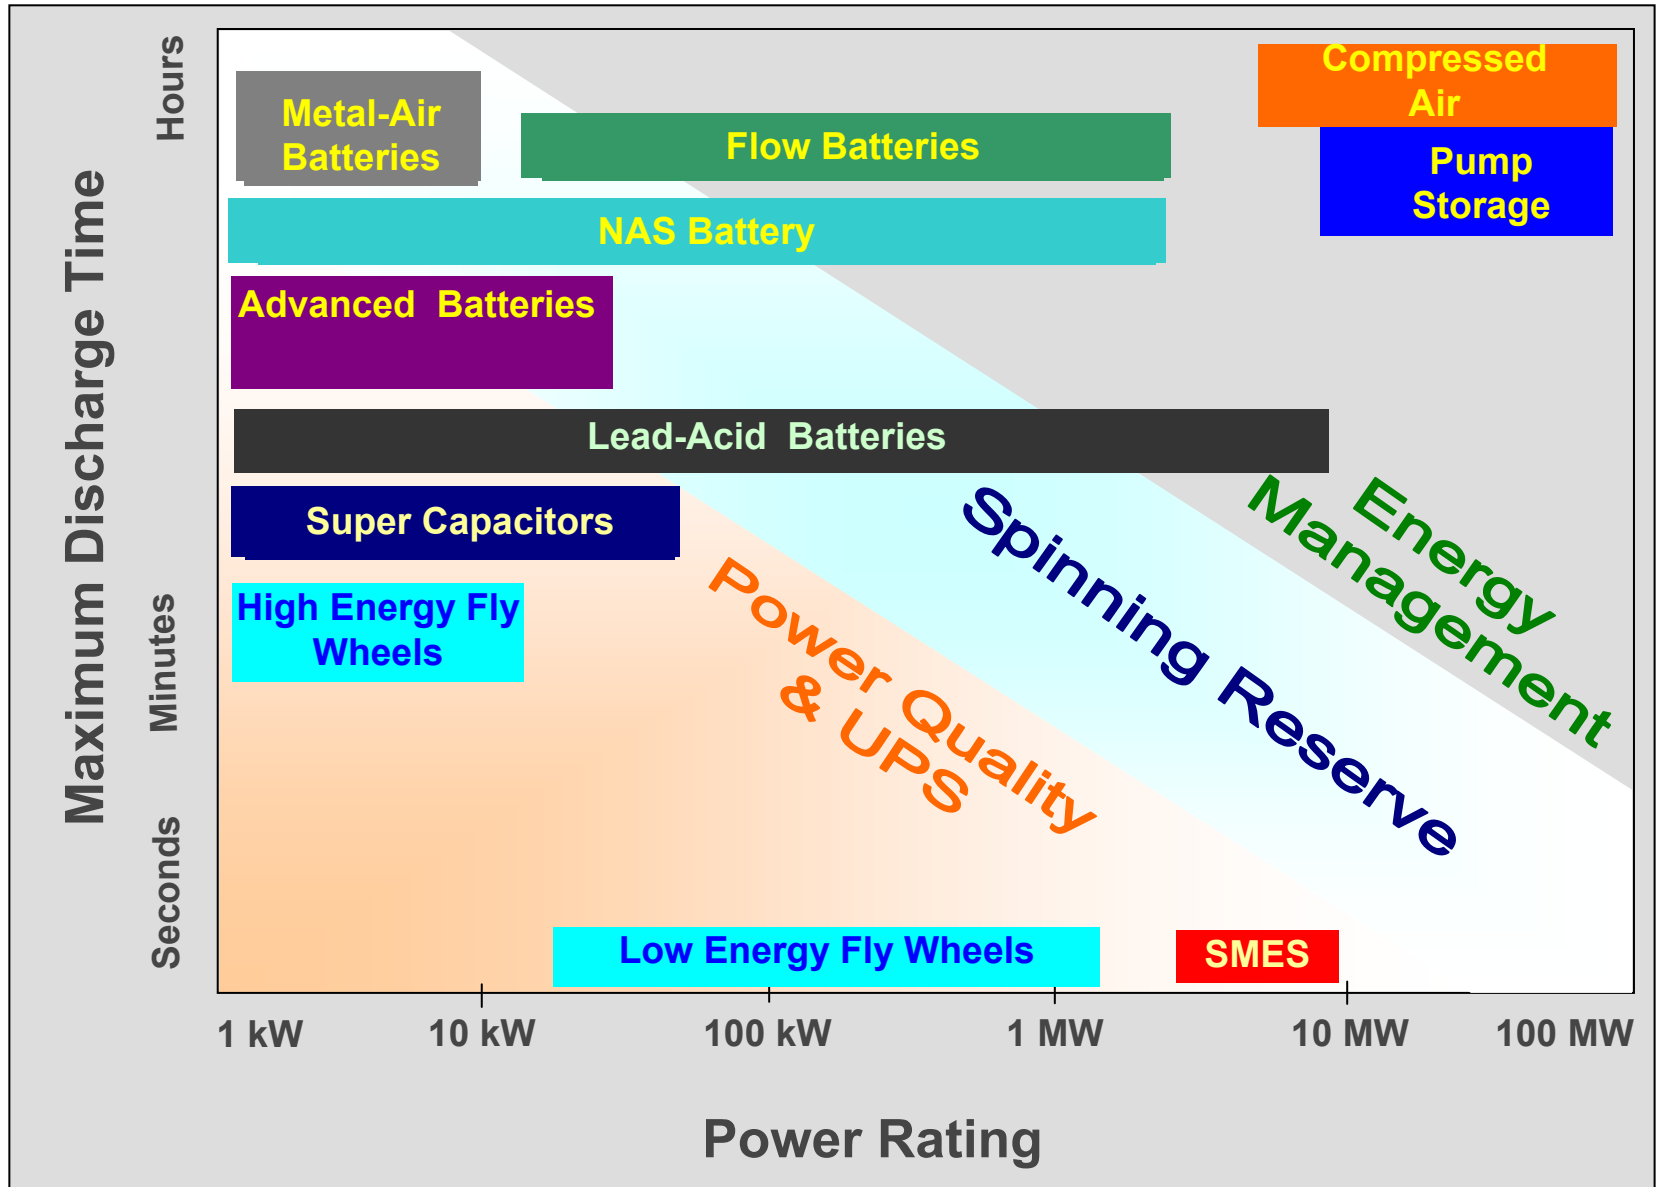 Maximum Discharge Time
Hours
Minutes
Seconds
Compressed
Air
Metal-Air
Batteries
Flow Batteries
Pump
Storage
NAS Battery
Advanced Batteries
Lead-Acid Batteries
Super Capacitors
High Energy Fly
Wheels
Energy
Management
Spinning Reserve
Power Quality
& UPS
Low Energy Fly Wheels
SMES
1 kW
10 kW
100 kW
1 MW
10 MW
100 MW
Power Rating